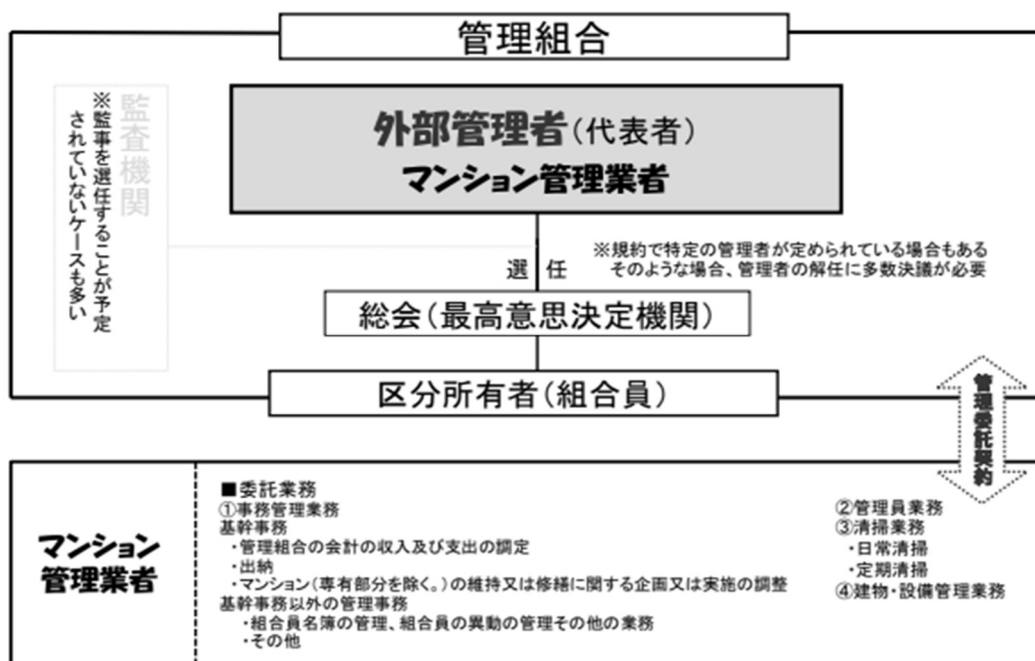 管理組合
監査機関
※監事を選任することが予定
されていないケースも多い
外部管理者(代表者)
マンション管理業者
選任
※規約で特定の管理者が定められている場合もある
そのような場合、管理者の解任に多数決議が必要
総会(最高意思決定機関)
区分所有者(組合員)
管理委託契約
マンション
管理業者
■委託業務
①事務管理業務
基幹事務
・管理組合の会計の収入及び支出の調定
・出納
・マンション(専有部分を除く。)の維持又は修繕に関する企画又は実施の調整
基幹事務以外の管理事務
・組合員名簿の管理、組合員の異動の管理その他の業務
・その他
②管理員業務
③清掃業務
・日常清掃
・定期清掃
④建物・設備管理業務